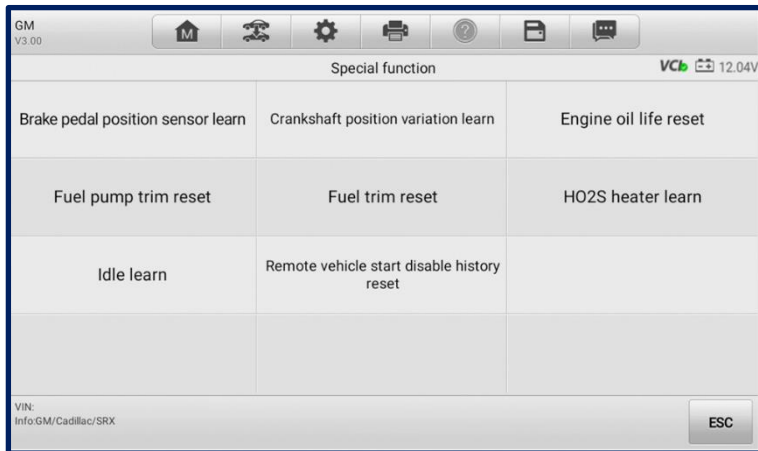 GM
V3.00
M
Special function
VCI 12.04V
Brake pedal position sensor learn
Crankshaft position variation learn
Engine oil life reset
Fuel pump trim reset
Fuel trim reset
HO2S heater learn
Idle learn
Remote vehicle start disable history
reset
VIN:
Info:GM/Cadillac/SRX
ESC